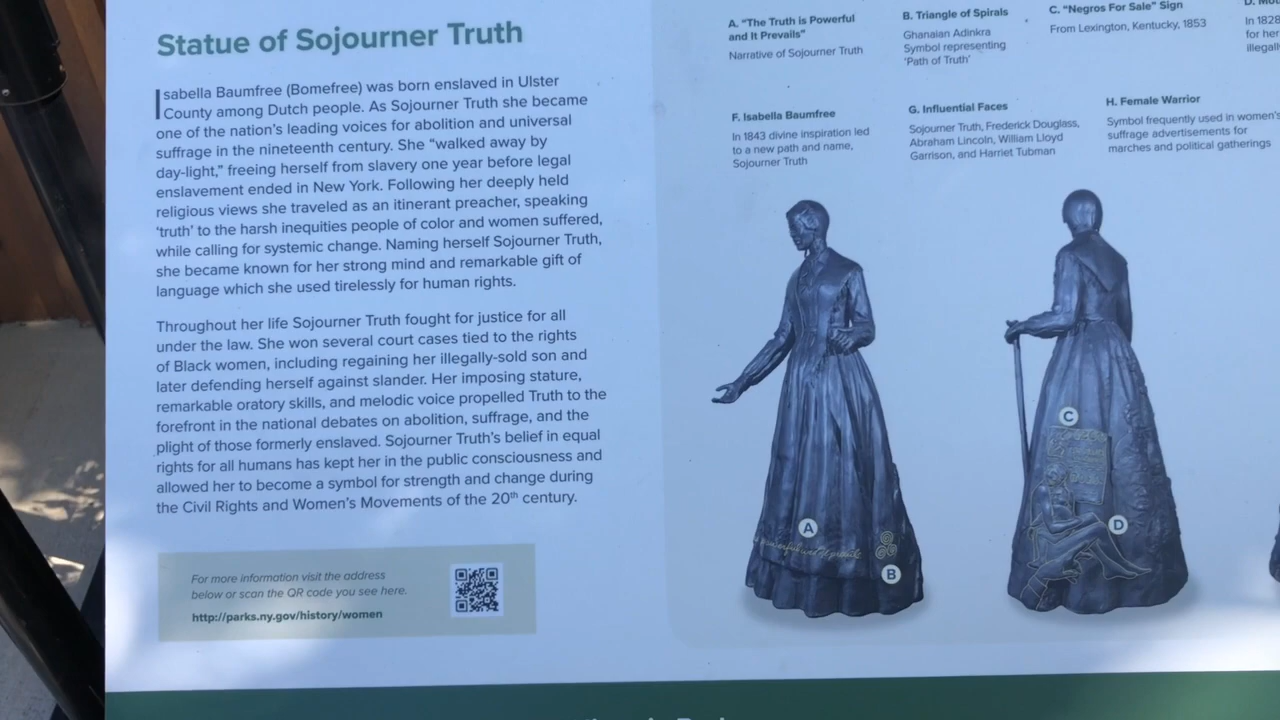 Statue of Sojourner Truth
Isabella Baumfree (Bomefree) was born enslaved in Ulster
County among Dutch people. As Sojourner Truth she became
one of the nation's leading voices for abolition and universal
suffrage in the nineteenth century. She "walked away by
day-light," freeing herself from slavery one year before legal
enslavement ended in New York. Following her deeply held
religious views she traveled as an itinerant preacher, speaking
'truth' to the harsh inequities people of color and women suffered,
while calling for systemic change. Naming herself Sojourner Truth,
she became known for her strong mind and remarkable gift of
language which she used tirelessly for human rights.
Throughout her life Sojourner Truth fought for justice for all
under the law. She won several court cases tied to the rights
of Black women, including regaining her illegally-sold son and
later defending herself against slander. Her imposing stature,
remarkable oratory skills, and melodic voice propelled Truth to the
forefront in the national debates on abolition, suffrage, and the
plight of those formerly enslaved. Sojourner Truth's belief in equal
rights for all humans has kept her in the public consciousness and
allowed her to become a symbol for strength and change during
the Civil Rights and Women's Movements of the 20th century.
For more information visit the address
below or scan the QR code you see here.
http://parks.ny.gov/history/women
A. "The Truth is Powerful
and It Prevails"
Narrative of Sojourner Truth
B. Triangle of Spirals
Ghanaian Adinkra
Symbol representing
'Path of Truth'
C. "Negros For Sale" Sign
From Lexington, Kentucky, 1853
D.
In 1828
for her
F. Isabella Baumfree
In 1843 divine inspiration led
to a new path and name,
Sojourner Truth
G. Influential Faces
Sojourner Truth, Frederick Douglass,
Abraham Lincoln, William Lloyd
Garrison, and Harriet Tubman
H. Female Warrior
Symbol frequently used in women's
suffrage advertisements for
marches and political gatherings
A
B
C
D